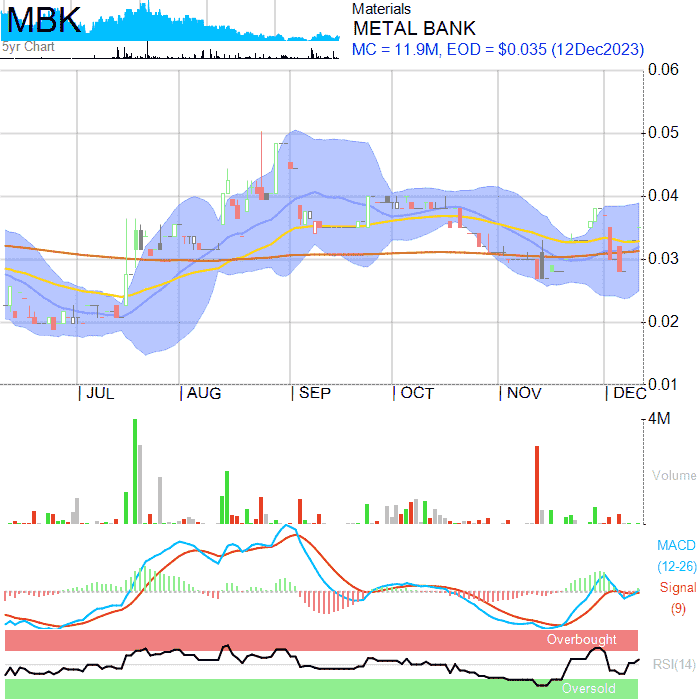 MBK
5yr Chart
Materials
METAL BANK
MC = 11.9M, EOD = $0.035 (12Dec2023)
0.06
0.05
0.04
0.03
0.02
0.01
JUL
AUG
SEP
OCT
NOV
DEC
4M
Volume
MACD
(12-26)
Signal
(9)
Overbought
RSI(14)
Oversold